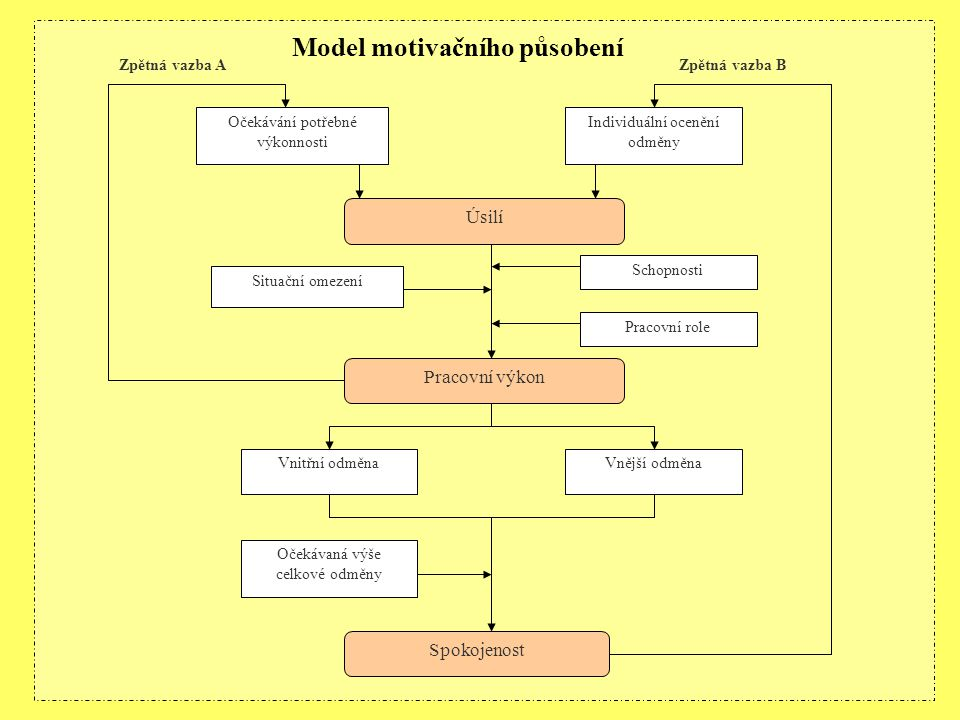 Model motivačního působení
Zpětná vazba A
Zpětná vazba B
Očekávání potřebné
výkonnosti
Individuální ocenění
odměny
Úsilí
Schopnosti
Situační omezení
Pracovní role
Pracovní výkon
Vnitřní odměna
Vnější odměna
Očekávaná výše
celkové odměny
Spokojenost